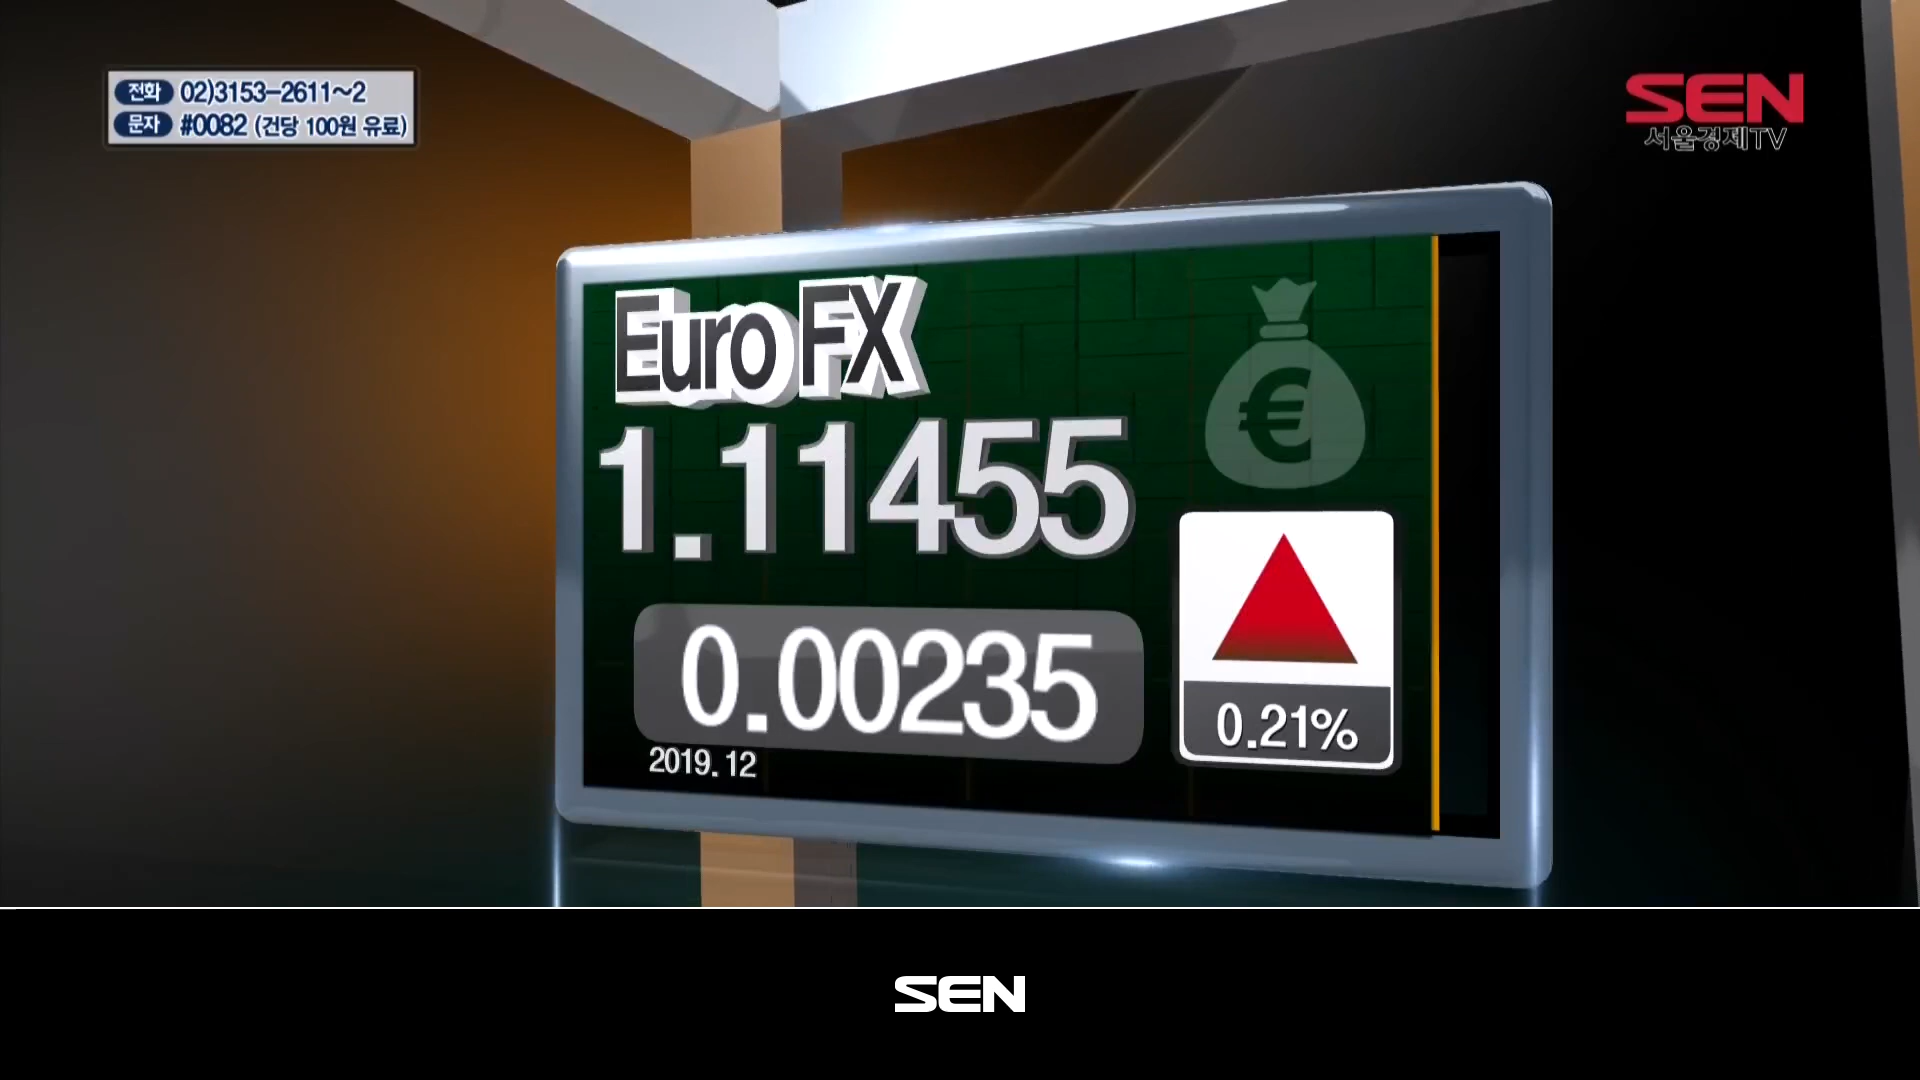 전화 02)3153-2611~2
문자 #0082 (건당 100원 유료)
SEN
서울경제TV
Euro FX
€
1.11455
0.00235
0.21%
2019.12
SEN